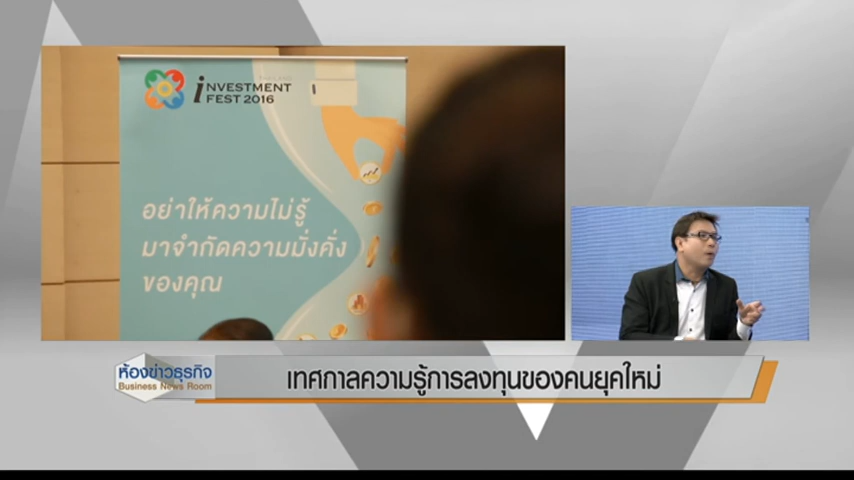 THAILAND
iNVESTMENT
FEST 2016
อย่าให้ความไม่รู้
มาจำกัดความมั่งคั่ง
ของคุณ
ห้องข่าวธุรกิจ
Business News Room
เทศกาลความรู้การลงทุนของคนยุคใหม่